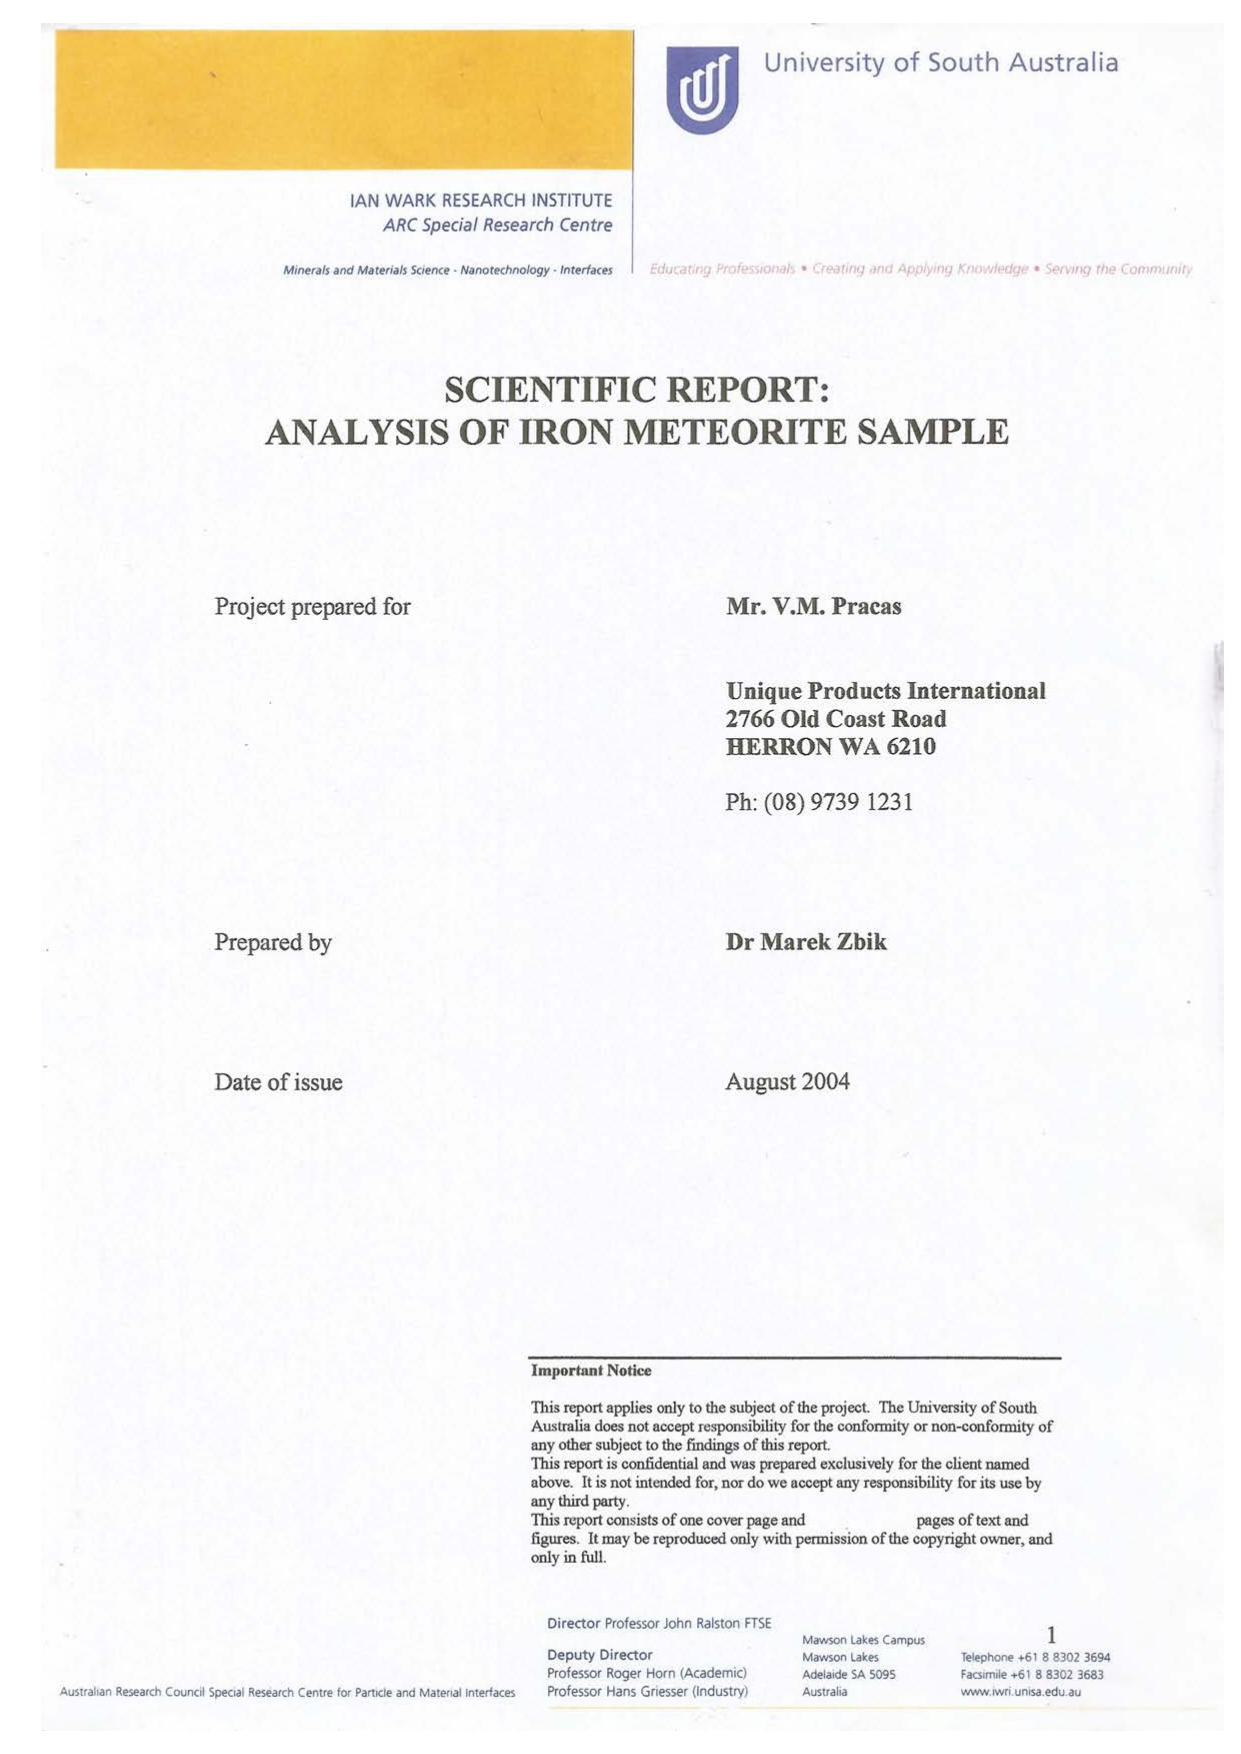 University of South Australia
IAN WARK RESEARCH INSTITUTE
ARC Special Research Centre
Minerals and Materials Science - Nanotechnology - Interfaces
Educating Professionals • Creating and Applying Knowledge • Serving the Community
SCIENTIFIC REPORT:
ANALYSIS OF IRON METEORITE SAMPLE
Project prepared for
Mr. V.M. Pracas
Unique Products International
2766 Old Coast Road
HERRON WA 6210
Ph: (08) 9739 1231
Prepared by
Dr Marek Zbik
Date of issue
August 2004
Important Notice
This report applies only to the subject of the project. The University of South
Australia does not accept responsibility for the conformity or non-conformity of
any other subject to the findings of this report.
This report is confidential and was prepared exclusively for the client named
above. It is not intended for, nor do we accept any responsibility for its use by
any third party.
This report consists of one cover page and pages of text and
figures. It may be reproduced only with permission of the copyright owner, and
only in full.
Australian Research Council Special Research Centre for Particle and Material Interfaces
Director Professor John Ralston FTSE
Deputy Director
Professor Roger Horn (Academic)
Professor Hans Griesser (Industry)
Mawson Lakes Campus
Mawson Lakes
Adelaide SA 5095
Australia
1
Telephone +61 8 8302 3694
Facsimile +61 8 8302 3683
www.iwri.unisa.edu.au